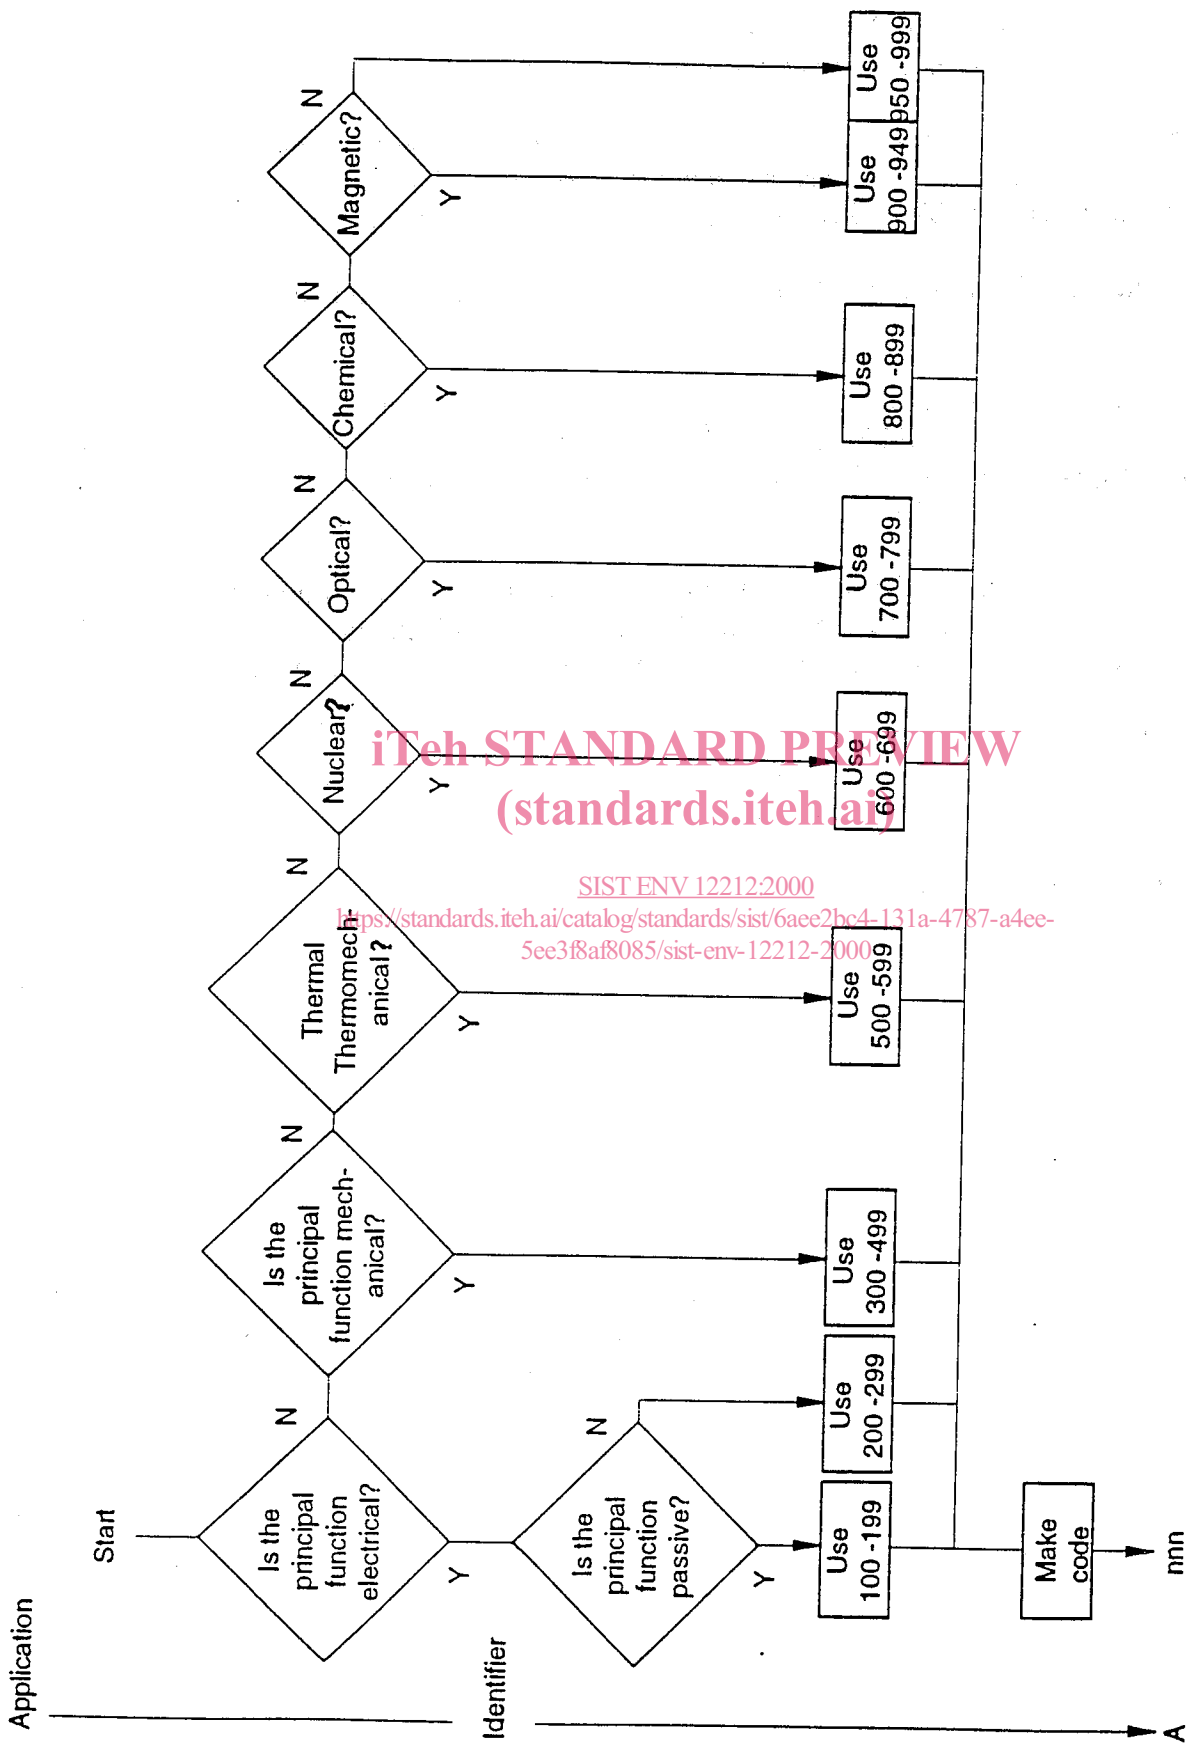 Application
Identifier
A
Start
Is the
principal
function
electrical?
N
Y
Is the
principal
function mech-
anical?
N
Y
Thermal
Thermomech-
anical?
N
Y
Nuclear?
N
Y
Optical?
N
Y
Chemical?
N
Y
Magnetic?
N
Y
Is the
principal
function
passive?
N
Y
Use
100 -199
Use
200 -299
Use
300 -499
Use
500 -599
Use
600 -699
Use
700 -799
Use
800 -899
Use
900 -949
Use
950 -999
Make
code
nnn
iTeh STANDARD PREVIEW
(standards.iteh.ai)
SIST ENV 12212:2000
https://standards.iteh.ai/catalog/standards/sist/6aee2bc4-131a-4787-a4ee-
5ee3f8af8085/sist-env-12212-2000